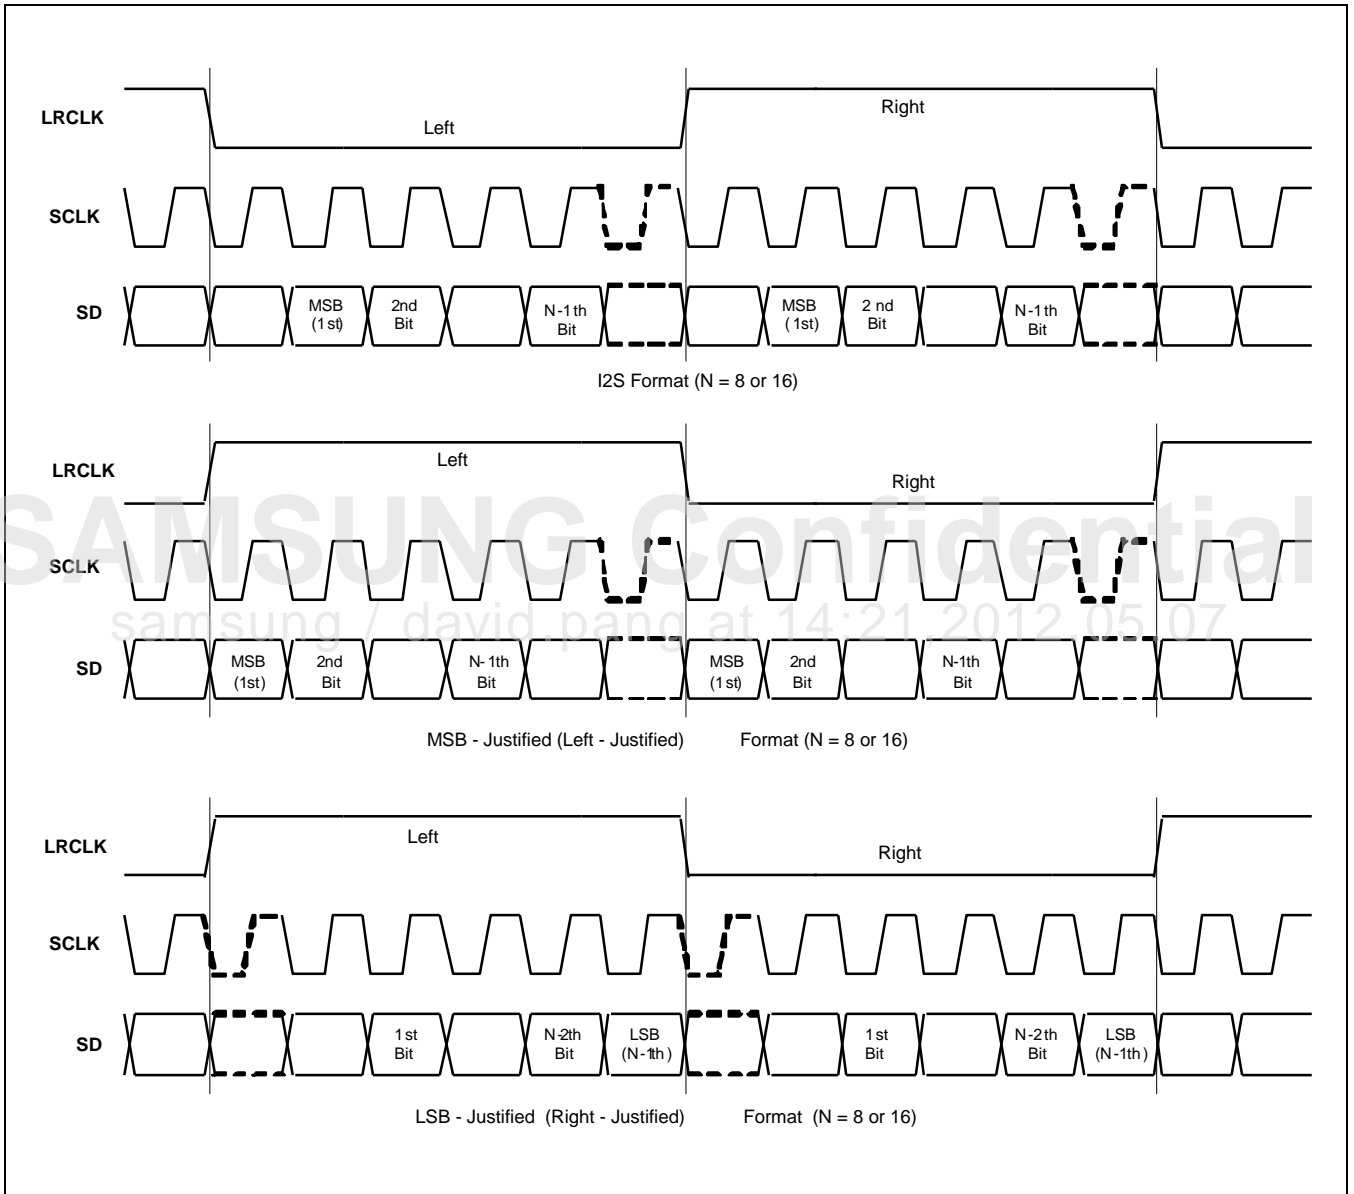 LRCLK
Left
Right
SCLK
SD
MSB
(1st)
2nd
Bit
N-1th
Bit
MSB
(1st)
2 nd
Bit
N-1th
Bit
I2S Format (N = 8 or 16)
LRCLK
Left
Right
SAMSUNG Confidential
SCLK
samsung / david.pang at 14:21,2012.05.07
SD
MSB
(1st)
2nd
Bit
N-1th
Bit
MSB
(1st)
2nd
Bit
N-1th
Bit
MSB - Justified (Left - Justified) Format (N = 8 or 16)
LRCLK
Left
Right
SCLK
SD
1st
Bit
N-2th
Bit
LSB
(N-1th)
1st
Bit
N-2th
Bit
LSB
(N-1th)
LSB - Justified (Right - Justified) Format (N = 8 or 16)